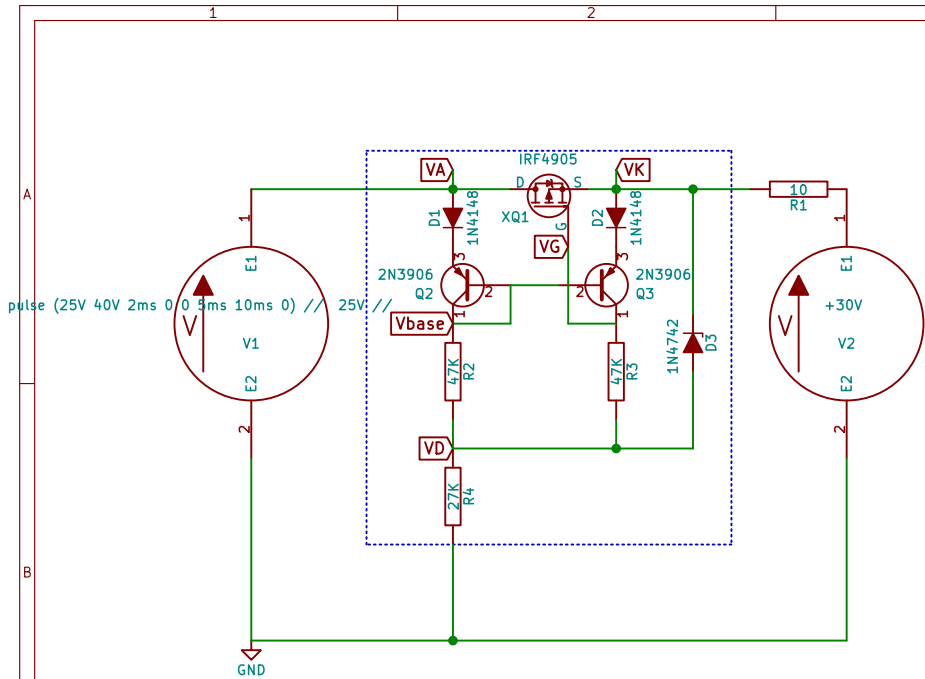 1
2
A
B
IRF4905
VA
VK
D
S
G
XQ1
D1
1N4148
D2
1N4148
VG
1
E1
3
2N3906
Q2
2
3
2N3906
Q3
2
10
R1
1
E1
pulse (25V 40V 2ms 0 0 5ms 10ms 0) // 25V //
V
V1
Vbase
1
1
1N4742
D3
+30V
V
V2
47K
R2
47K
R3
E2
2
E2
2
VD
27K
R4
GND